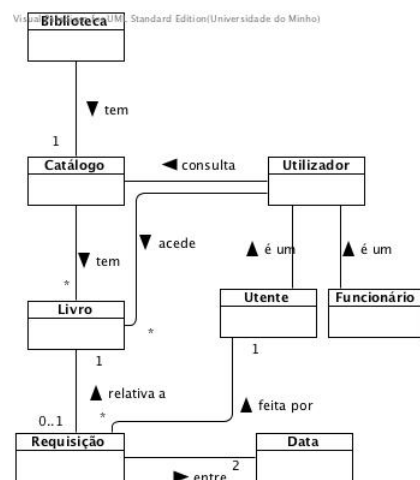 Visual Paradigm for UML Standard Edition(Universidade do Minho)
Biblioteca
tem
1
Catálogo
consulta
Utilizador
acede
é um
é um
tem
*
Utente
Funcionário
Livro
*
1
1
relativa a
feita por
0..1
*
Requisição
Data
2
entre